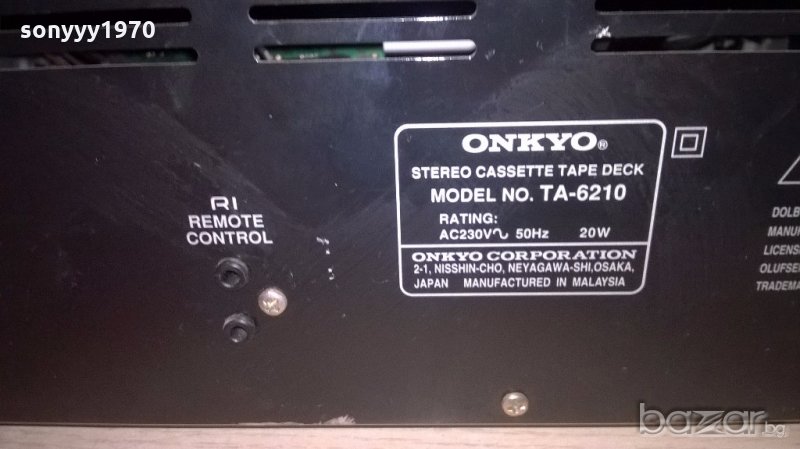 sonyyy1970
ONKYO®
STEREO CASSETTE TAPE DECK
MODEL NO. TA-6210
RATING:
AC230V∿ 50Hz 20W
ONKYO CORPORATION
2-1, NISSHIN-CHO, NEYAGAWA-SHI,OSAKA,
JAPAN MANUFACTURED IN MALAYSIA
RI
REMOTE
CONTROL
DOLB
MANUF
LICENS
OLUFSE
TRADEMA
bazar.bg